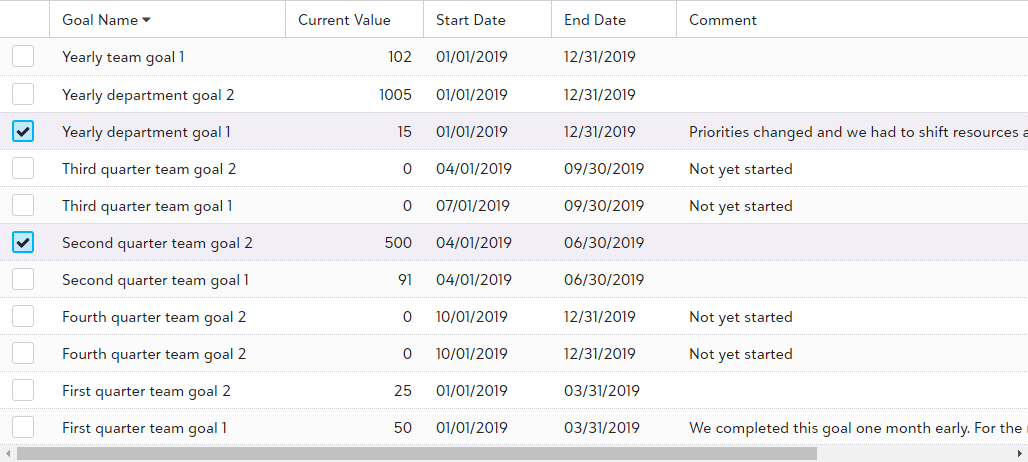 Goal Name Current Value Start Date End Date Comment
Yearly team goal 1 102 01/01/2019 12/31/2019
Yearly department goal 2 1005 01/01/2019 12/31/2019
Yearly department goal 1 15 01/01/2019 12/31/2019 Priorities changed and we had to shift resources a
Third quarter team goal 2 0 04/01/2019 09/30/2019 Not yet started
Third quarter team goal 1 0 07/01/2019 09/30/2019 Not yet started
Second quarter team goal 2 500 04/01/2019 06/30/2019
Second quarter team goal 1 91 04/01/2019 06/30/2019
Fourth quarter team goal 2 0 10/01/2019 12/31/2019 Not yet started
Fourth quarter team goal 2 0 10/01/2019 12/31/2019 Not yet started
First quarter team goal 2 25 01/01/2019 03/31/2019
First quarter team goal 1 50 01/01/2019 03/31/2019 We completed this goal one month early. For the